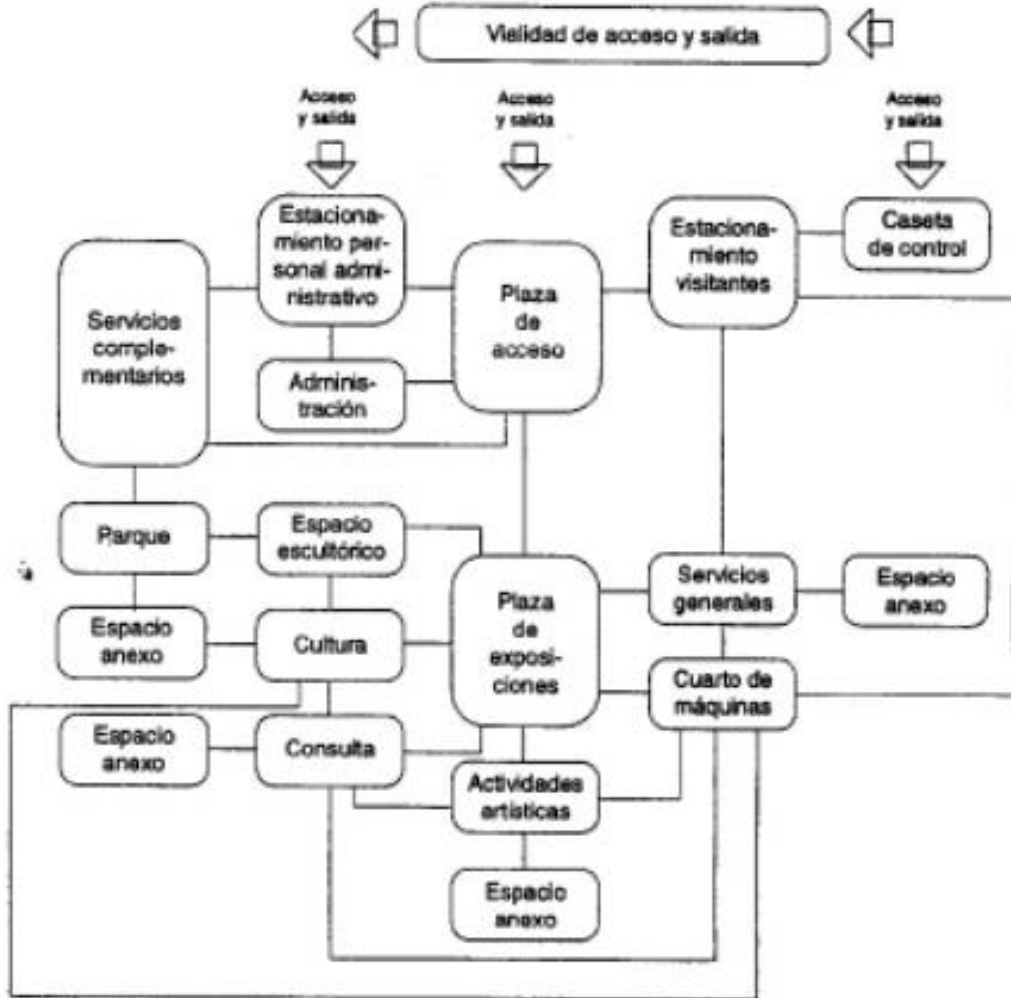 Vialidad de acceso y salida
Acceso
y salida
Acceso
y salida
Acceso
y salida
Estaciona-
miento per-
sonal admi-
nistrativo
Plaza
de
acceso
Estaciona-
miento
visitantes
Caseta
de control
Servicios
comple-
mentarios
Adminis-
tración
Parque
Espacio
escultórico
Plaza
de
exposi-
ciones
Servicios
generales
Espacio
anexo
Espacio
anexo
Cultura
Cuarto de
máquinas
Espacio
anexo
Consulta
Actividades
artísticas
Espacio
anexo